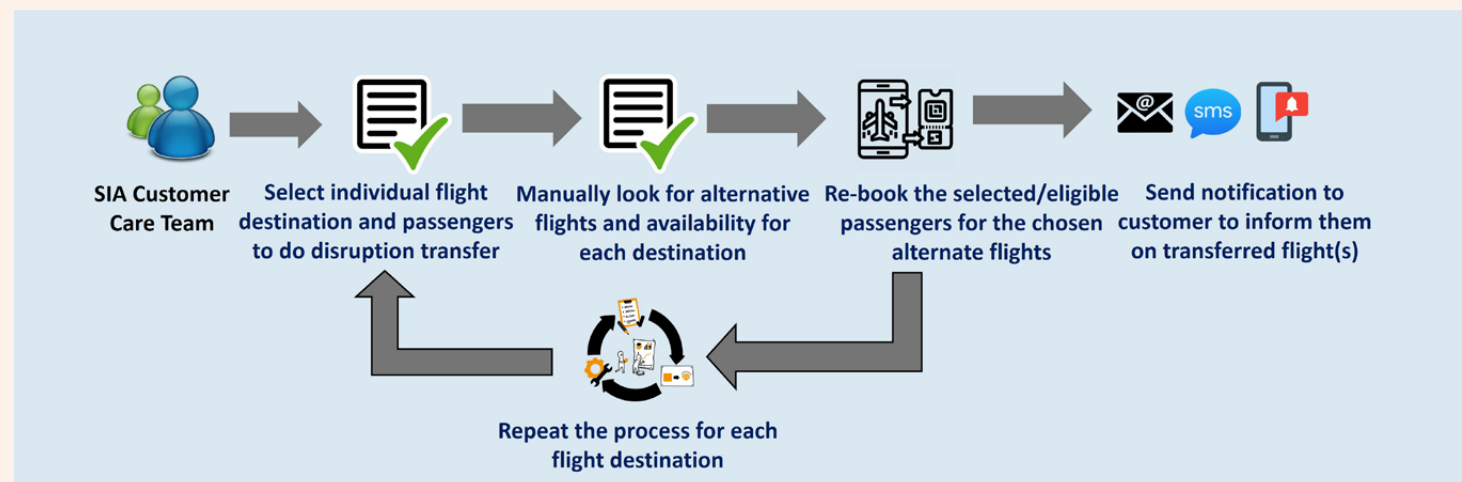 @
sms
SIA Customer
Care Team
Select individual flight
destination and passengers
to do disruption transfer
Manually look for alternative
flights and availability for
each destination
Re-book the selected/eligible
passengers for the chosen
alternate flights
Send notification to
customer to inform them
on transferred flight(s)
Repeat the process for each
flight destination